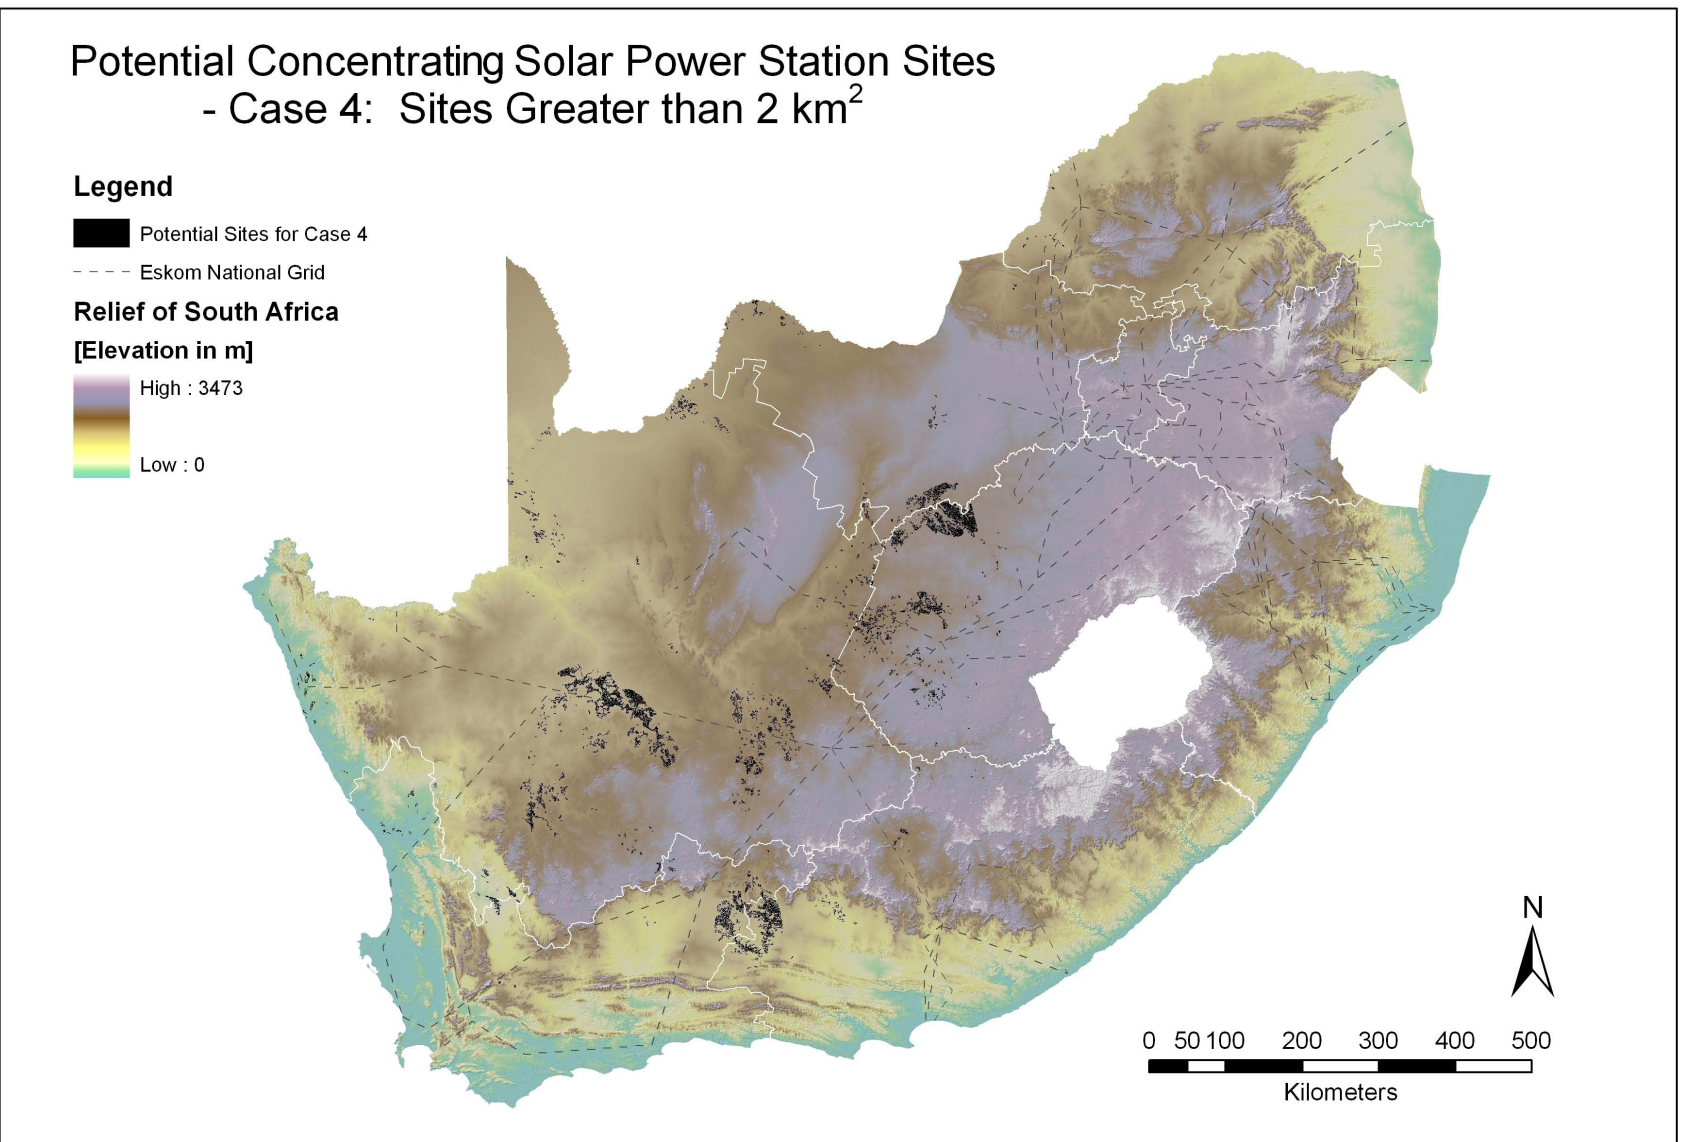 Potential Concentrating Solar Power Station Sites
- Case 4: Sites Greater than 2 km²
Legend
Potential Sites for Case 4
Eskom National Grid
Relief of South Africa
[Elevation in m]
High : 3473
Low : 0
N
0 50 100 200 300 400 500
Kilometers